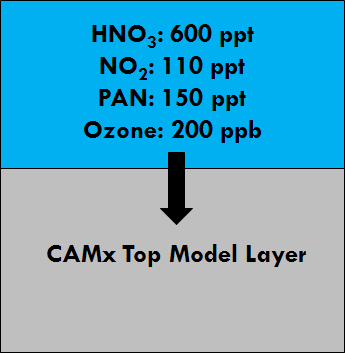 HNO₃: 600 ppt
NO₂: 110 ppt
PAN: 150 ppt
Ozone: 200 ppb
CAMx Top Model Layer